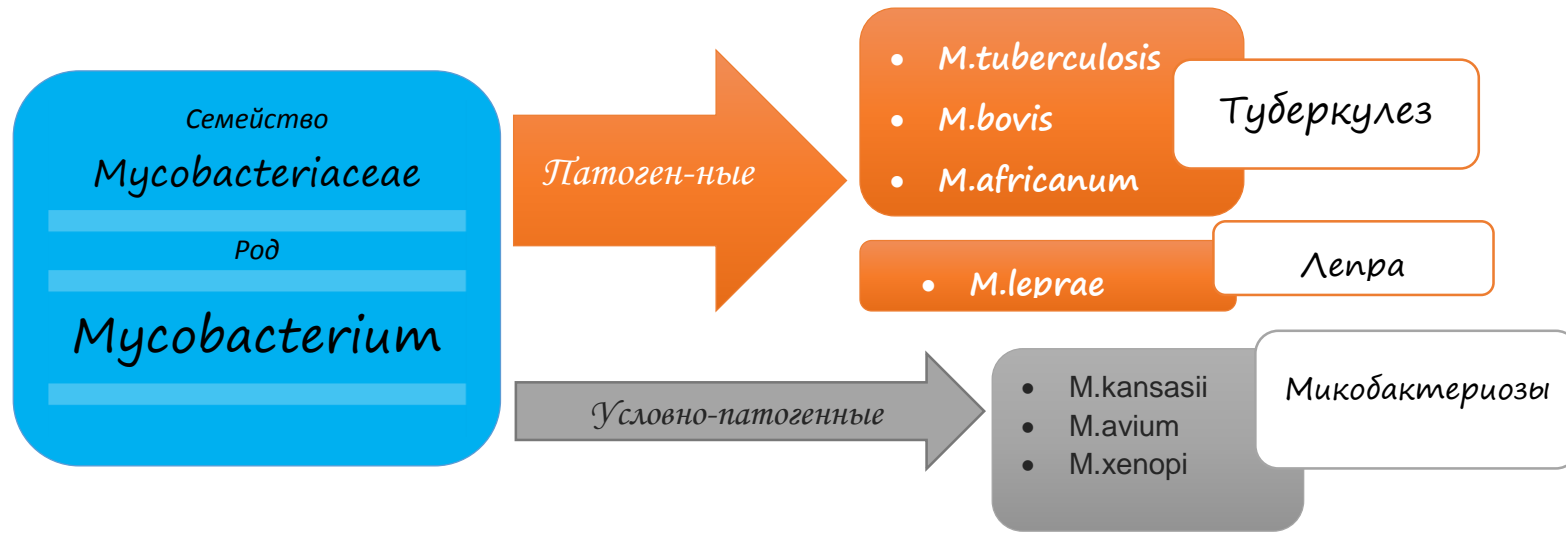 Семейство
Mycobacteriaceae
Род
Mycobacterium
Патоген-ные
• M.tuberculosis
• M.bovis
• M.africanum
Туберкулез
• M.leprae
Лепра
Условно-патогенные
• M.kansasii
• M.avium
• M.xenopi
Микобактериозы